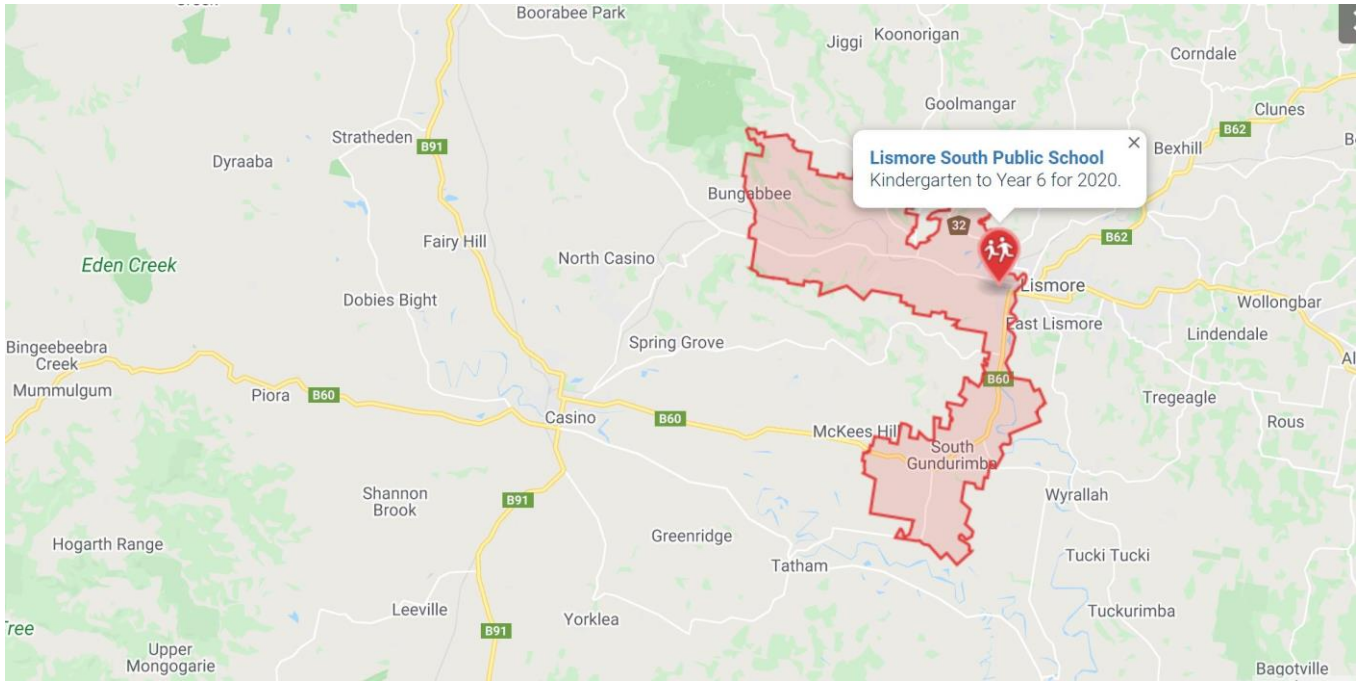 Boorabee Park
Jiggi
Koonorigan
Corndale
Goolmangar
Clunes
B62
Stratheden
B91
Dyraaba
Lismore South Public School
Kindergarten to Year 6 for 2020.
Bexhill
Bungabbee
32
B62
Fairy Hill
North Casino
Eden Creek
Dobies Bight
Lismore
Wollongbar
East Lismore
Lindendale
Spring Grove
Bingeebeebra
Creek
Mummulgum
Piora
B60
B60
Casino
B60
Tregeagle
Rous
McKees Hill
South
Gundurimba
Shannon
Brook
B91
Wyrallah
Greenridge
Hogarth Range
Tatham
Tucki Tucki
Leeville
Yorklea
Tuckurimba
B91
Upper
Mongogarie
Bagotville